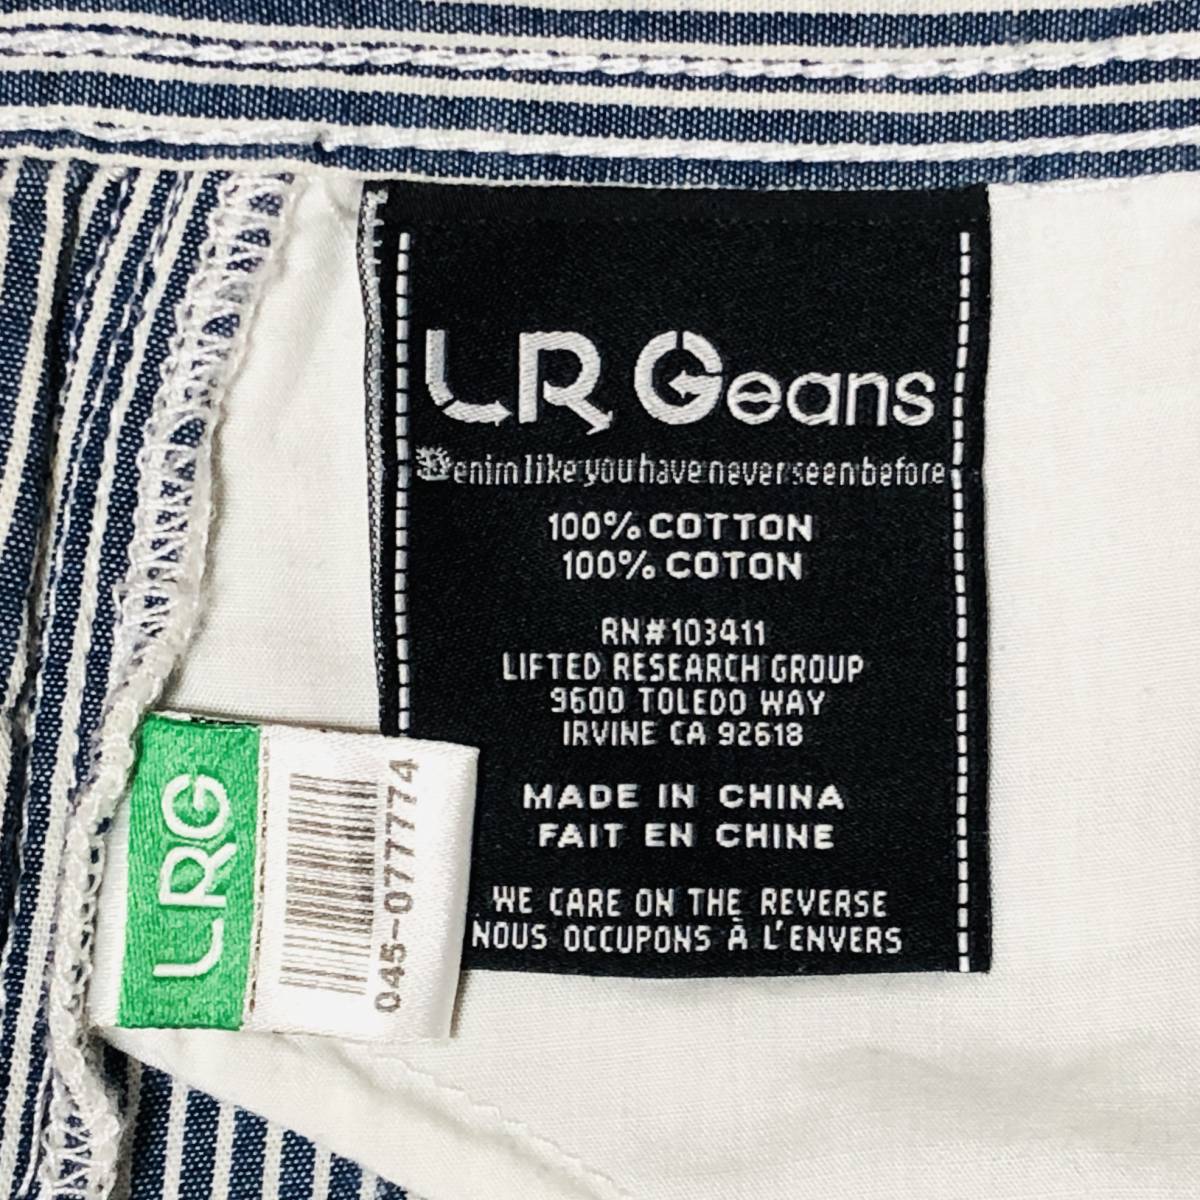 LR Geans
Denim like you have never seen before
100% COTTON
100% COTON
RN#103411
LIFTED RESEARCH GROUP
9600 TOLEDO WAY
IRVINE CA 92618
MADE IN CHINA
FAIT EN CHINE
WE CARE ON THE REVERSE
NOUS OCCUPONS À L'ENVERS
LRG
045-077774